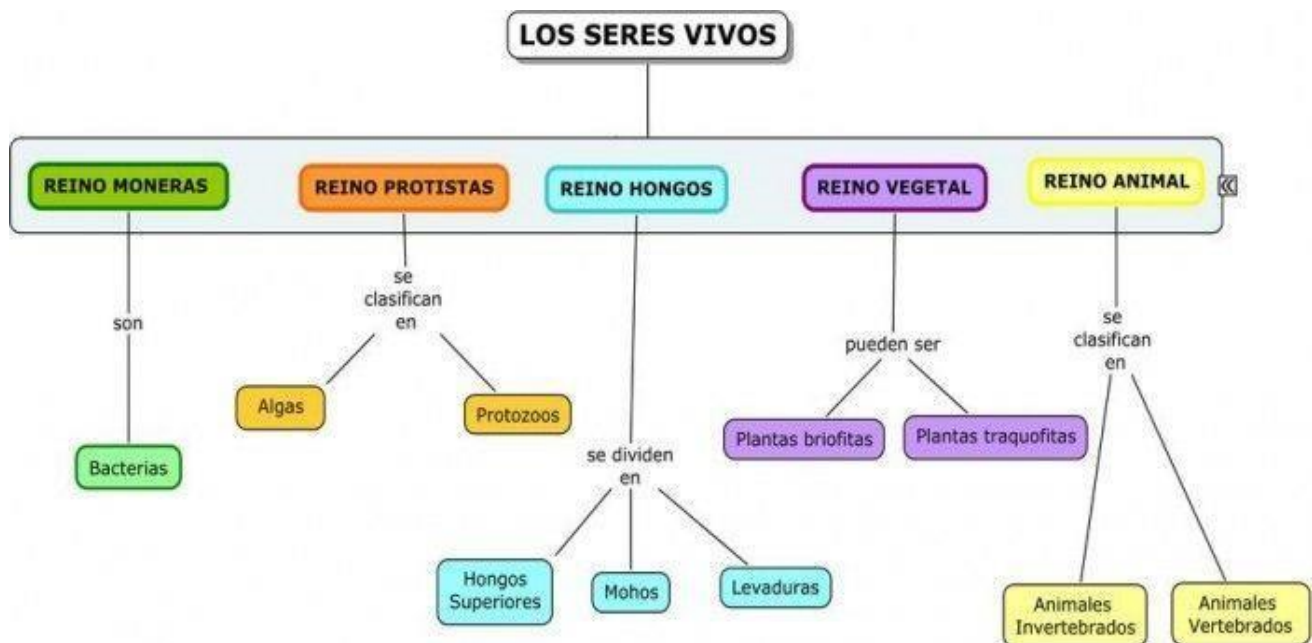 LOS SERES VIVOS
REINO MONERAS
REINO PROTISTAS
REINO HONGOS
REINO VEGETAL
REINO ANIMAL
son
se
clasifican
en
se dividen
en
pueden ser
se
clasifican
en
Bacterias
Algas
Protozoos
Hongos
Superiores
Mohos
Levaduras
Plantas briofitas
Plantas traquofitas
Animales
Invertebrados
Animales
Vertebrados